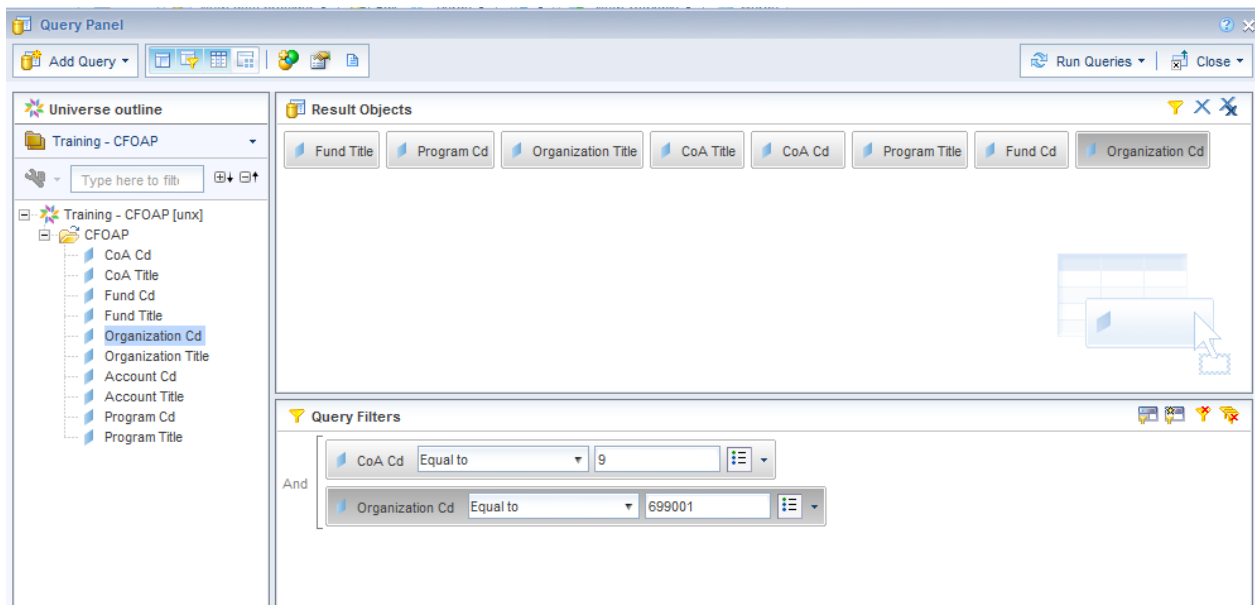 Query Panel
Add Query
Run Queries
Close
Universe outline
Training - CFOAP
Type here to filt
Training - CFOAP [unx]
CFOAP
CoA Cd
CoA Title
Fund Cd
Fund Title
Organization Cd
Organization Title
Account Cd
Account Title
Program Cd
Program Title
Result Objects
Fund Title Program Cd Organization Title CoA Title CoA Cd Program Title Fund Cd Organization Cd
Query Filters
And
CoA Cd Equal to 9
Organization Cd Equal to 699001